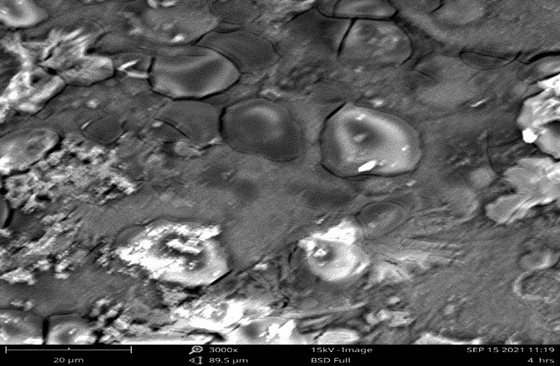 3000x 15kV -Image SEP 15 2021 11:19
20 µm 89.5 µm BSD Full 4 hrs